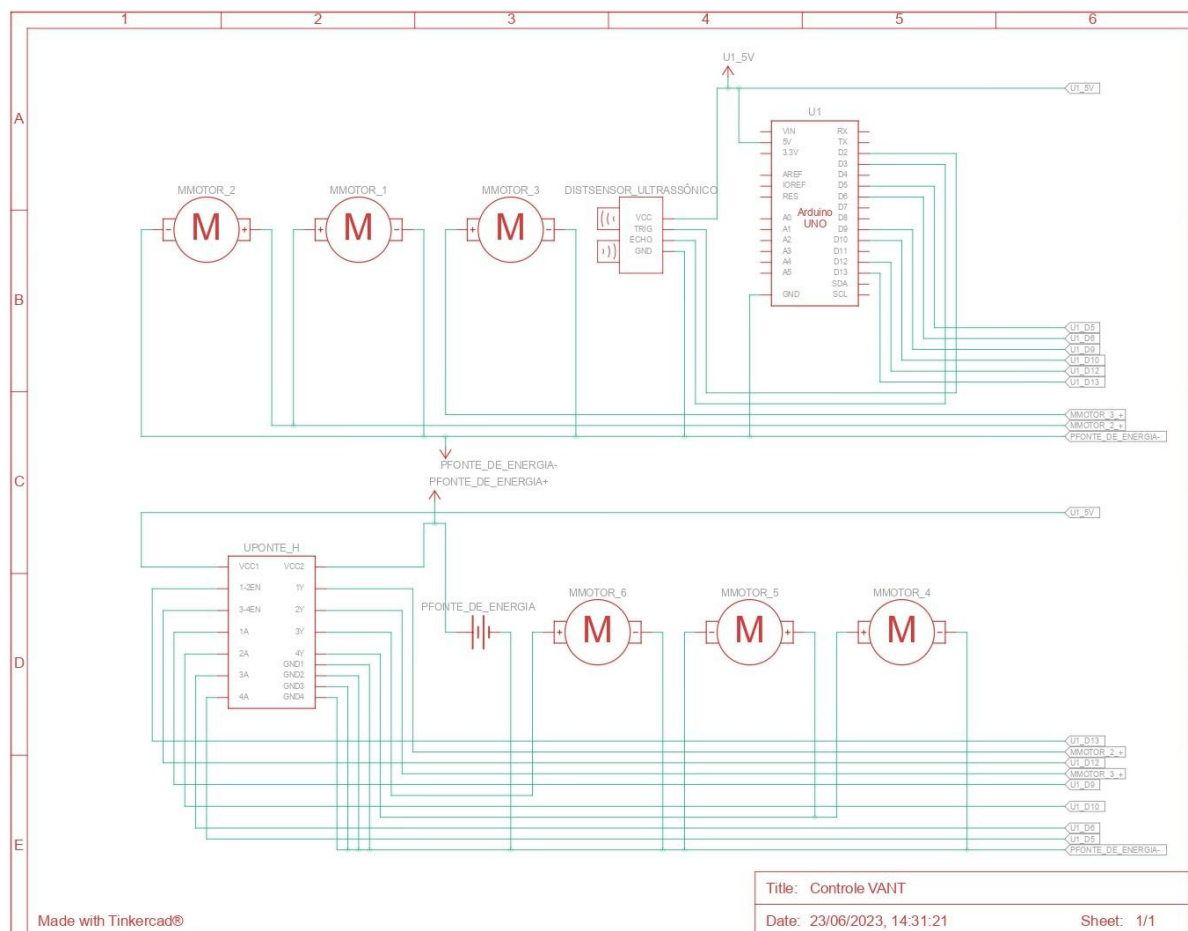 1 2 3 4 5 6
A
B
C
D
E
U1_5V
U1_5V
U1
VIN RX
5V TX
3.3V D2
D3
AREF D4
IOREF D5
RES D6
D7
A0 D8
A1 D9
A2 D10
A3 D11
A4 D12
A5 D13
SDA
GND SCL
Arduino
UNO
MMOTOR_2 MMOTOR_1 MMOTOR_3 DISTSENSOR_ULTRASSÔNICO
- M + + M - + M -
VCC
TRIG
ECHO
GND
U1_D5
U1_D6
U1_D9
U1_D10
U1_D12
U1_D13
MMOTOR_3_+
MMOTOR_2_+
PFONTE_DE_ENERGIA-
PFONTE_DE_ENERGIA-
PFONTE_DE_ENERGIA+
U1_5V
UPONTE_H
VCC1 VCC2
1-2EN 1Y
3-4EN 2Y
1A 3Y
2A 4Y
GND1
3A GND2
GND3
4A GND4
PFONTE_DE_ENERGIA
MMOTOR_6 MMOTOR_5 MMOTOR_4
+ M - - M + + M -
U1_D13
MMOTOR_2_+
U1_D12
MMOTOR_3_+
U1_D9
U1_D10
U1_D6
U1_D5
PFONTE_DE_ENERGIA-
Title: Controle VANT
Date: 23/06/2023, 14:31:21 Sheet: 1/1
Made with Tinkercad®